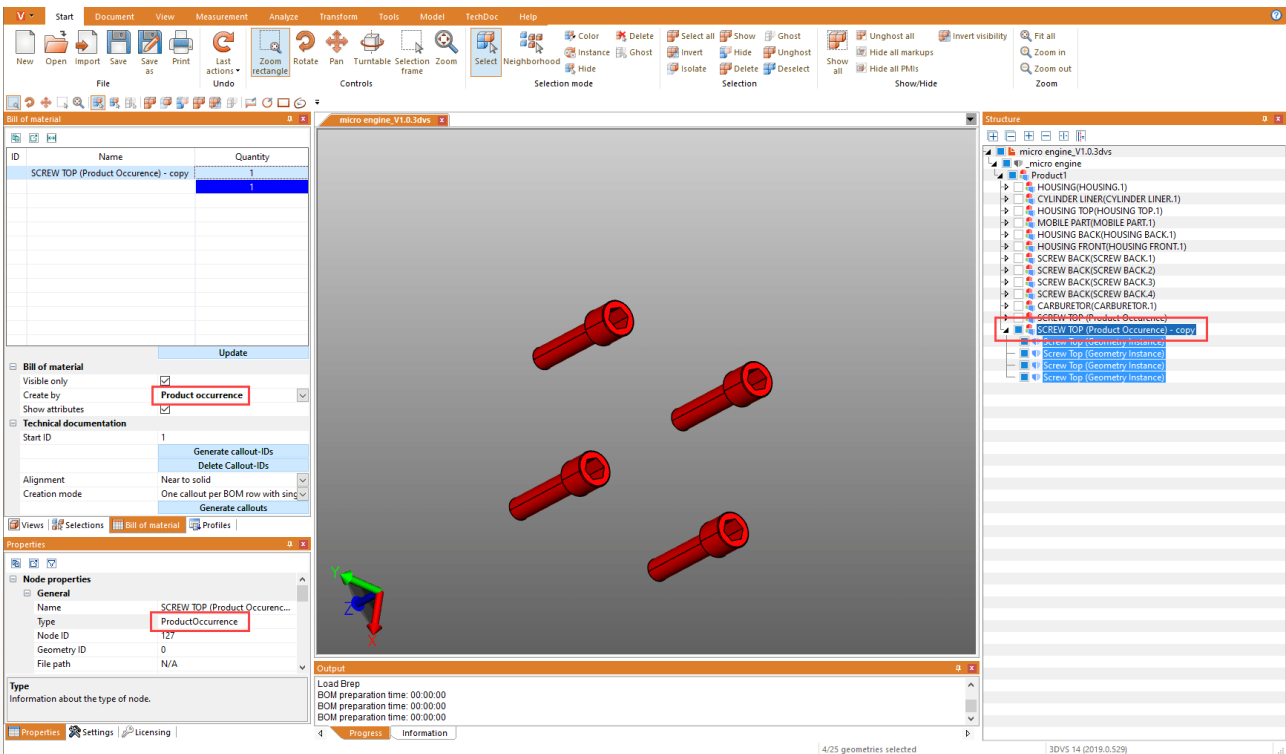 V
Start Document View Measurement Analyze Transform Tools Model TechDoc Help
New Open Import Save Save as Print
File
Last actions
Undo
Zoom rectangle Rotate Pan Turntable Selection frame Zoom
Controls
Select Neighborhood Color Delete
Instance Ghost
Hide
Selection mode
Select all Show Ghost
Invert Hide Unghost
Isolate Delete Deselect
Selection
Show all Unghost all Invert visibility
Hide all markups
Hide all PMIs
Show/Hide
Fit all
Zoom in
Zoom out
Zoom
Bill of material
ID Name Quantity
SCREW TOP (Product Occurence) - copy 1
1
Update
Bill of material
Visible only
Create by Product occurrence
Show attributes
Technical documentation
Start ID 1
Generate callout-IDs
Delete Callout-IDs
Alignment Near to solid
Creation mode One callout per BOM row with sing
Generate callouts
Views Selections Bill of material Profiles
Properties
Node properties
General
Name SCREW TOP (Product Occurenc...
Type ProductOccurrence
Node ID 127
Geometry ID 0
File path N/A
Type
Information about the type of node.
Properties Settings Licensing
micro engine_V1.0.3dvs
Y
Z
X
Output
Load Brep
BOM preparation time: 00:00:00
BOM preparation time: 00:00:00
BOM preparation time: 00:00:00
Progress Information
Structure
micro engine_V1.0.3dvs
_micro engine
Product1
HOUSING(HOUSING.1)
CYLINDER LINER(CYLINDER LINER.1)
HOUSING TOP(HOUSING TOP.1)
MOBILE PART(MOBILE PART.1)
HOUSING BACK(HOUSING BACK.1)
HOUSING FRONT(HOUSING FRONT.1)
SCREW BACK(SCREW BACK.1)
SCREW BACK(SCREW BACK.2)
SCREW BACK(SCREW BACK.3)
SCREW BACK(SCREW BACK.4)
CARBURETOR(CARBURETOR.1)
SCREW TOP (Product Occurence)
SCREW TOP (Product Occurence) - copy
Screw Top (Geometry Instance)
Screw Top (Geometry Instance)
Screw Top (Geometry Instance)
Screw Top (Geometry Instance)
4/25 geometries selected
3DVS 14 (2019.0.529)